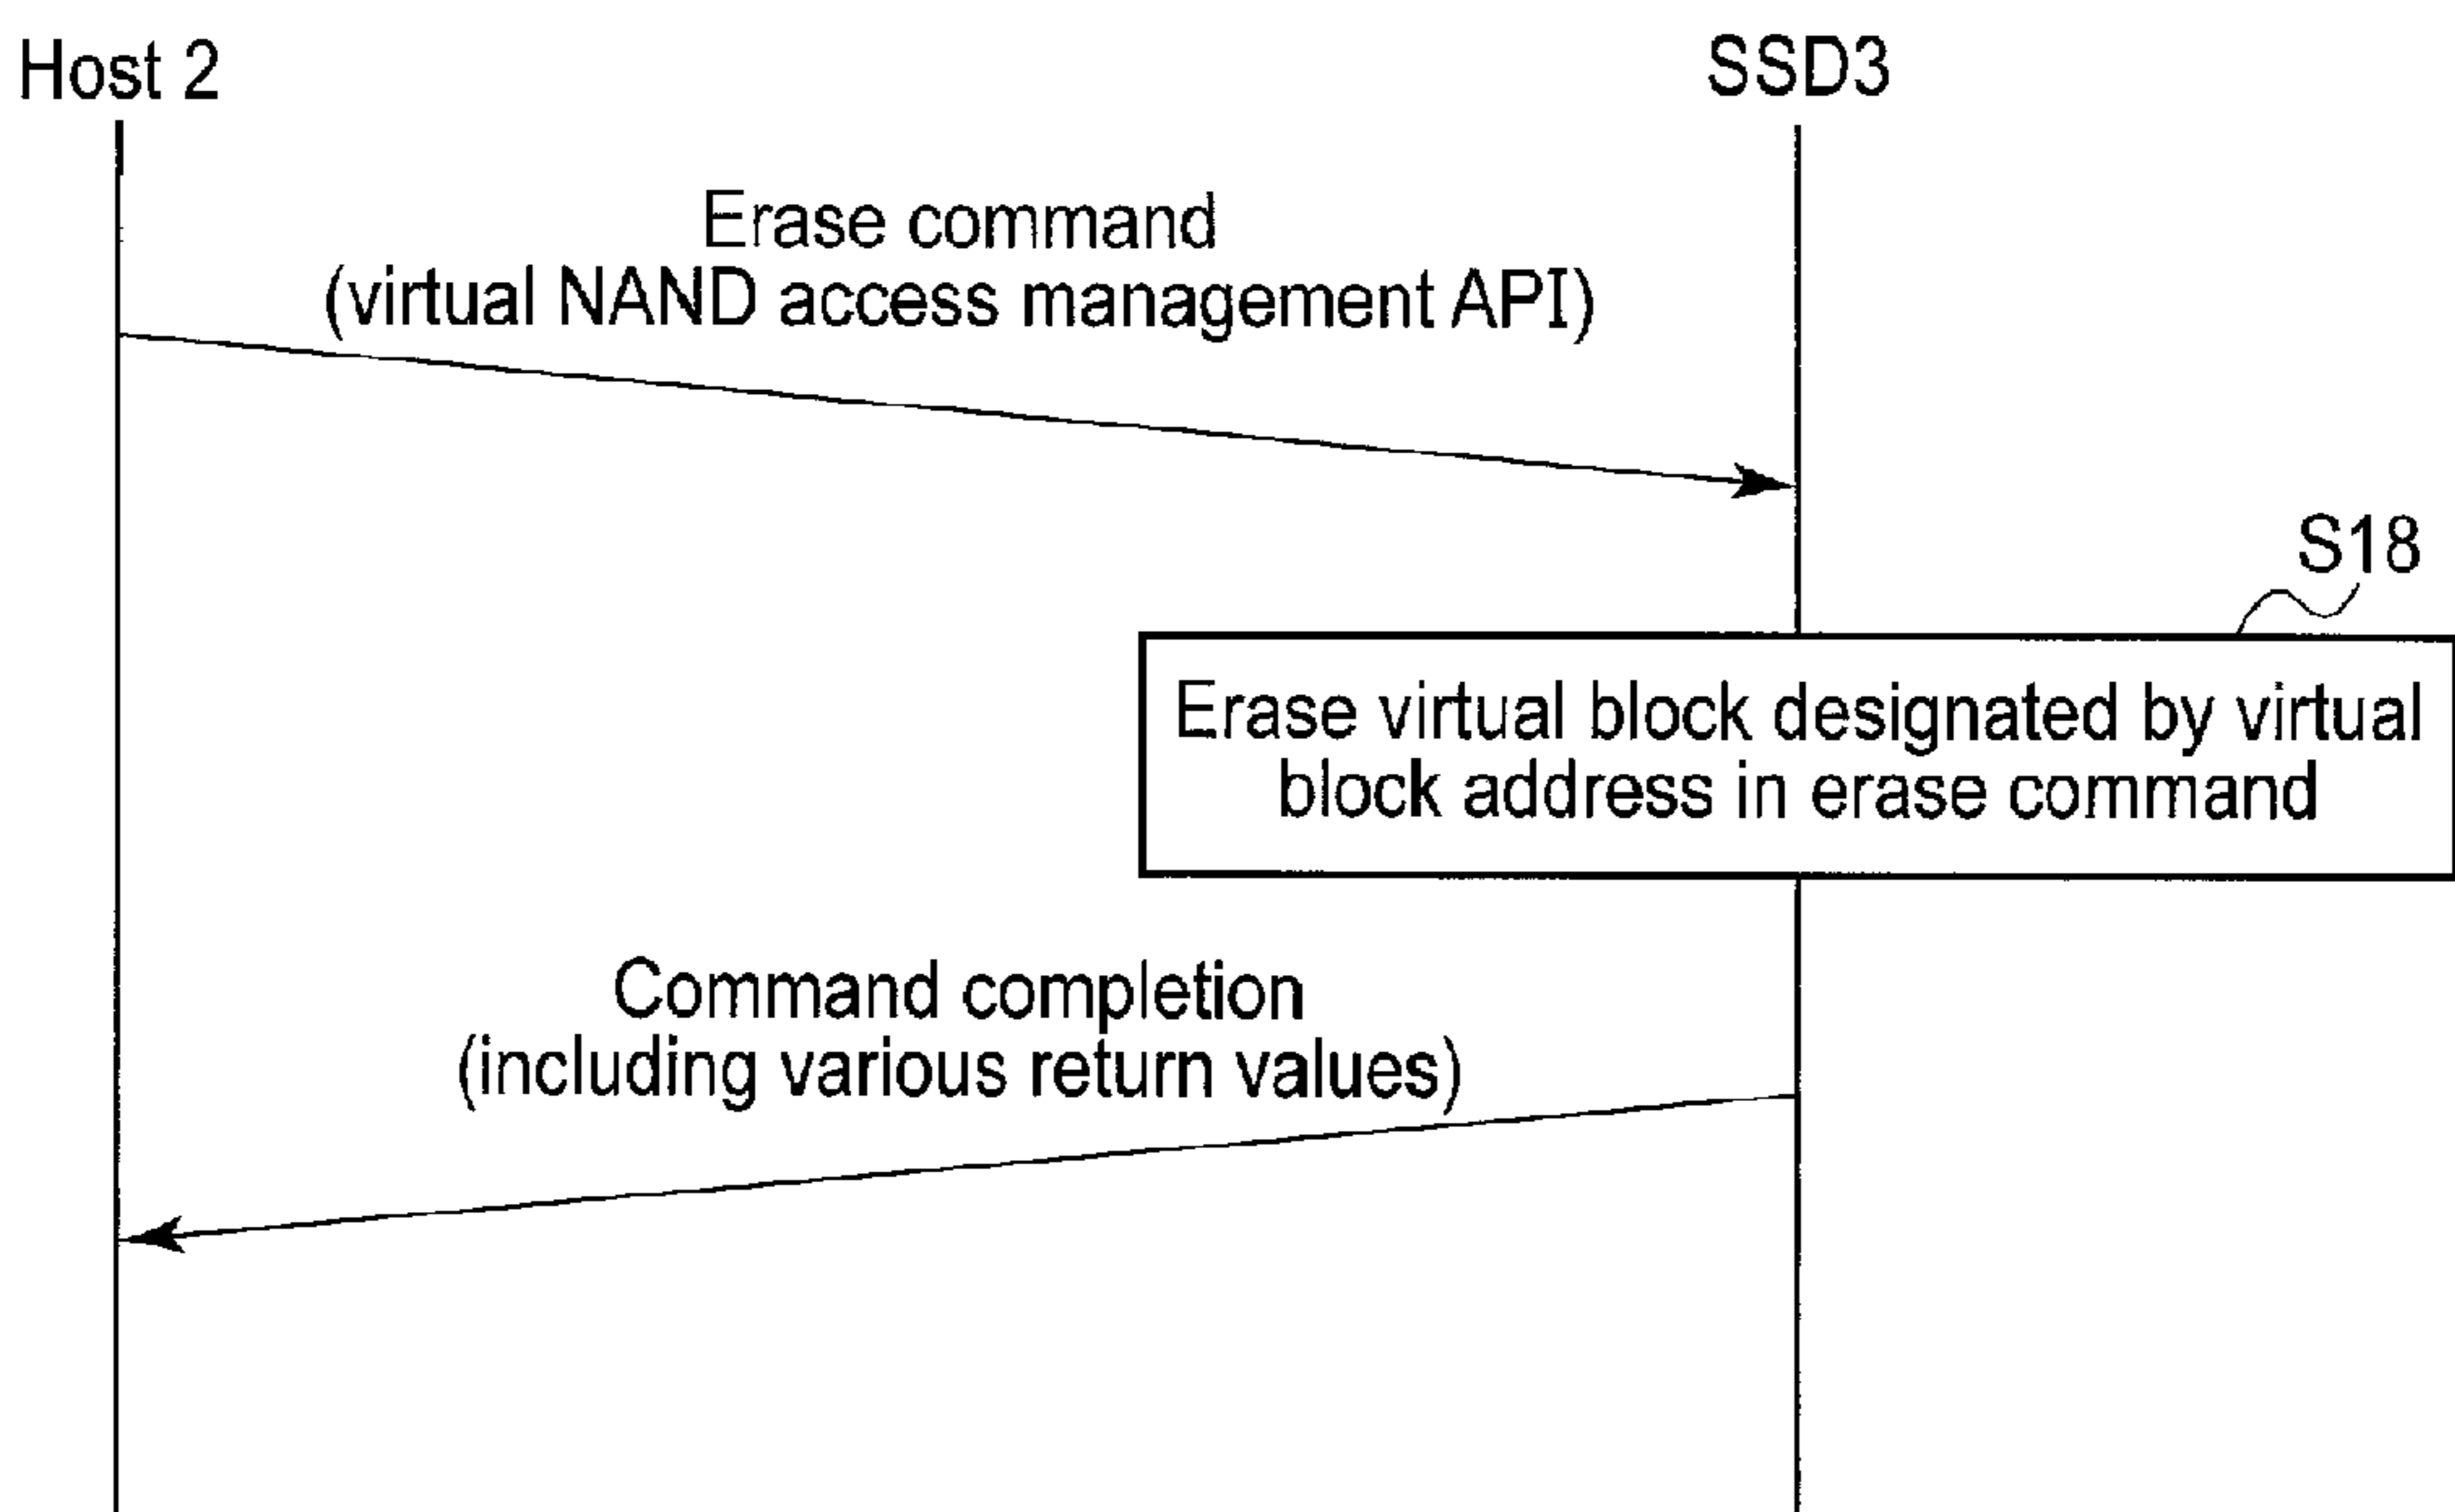 Host 2
SSD3
Erase command
(virtual NAND access management API)
S18
Erase virtual block designated by virtual
block address in erase command
Command completion
(including various return values)